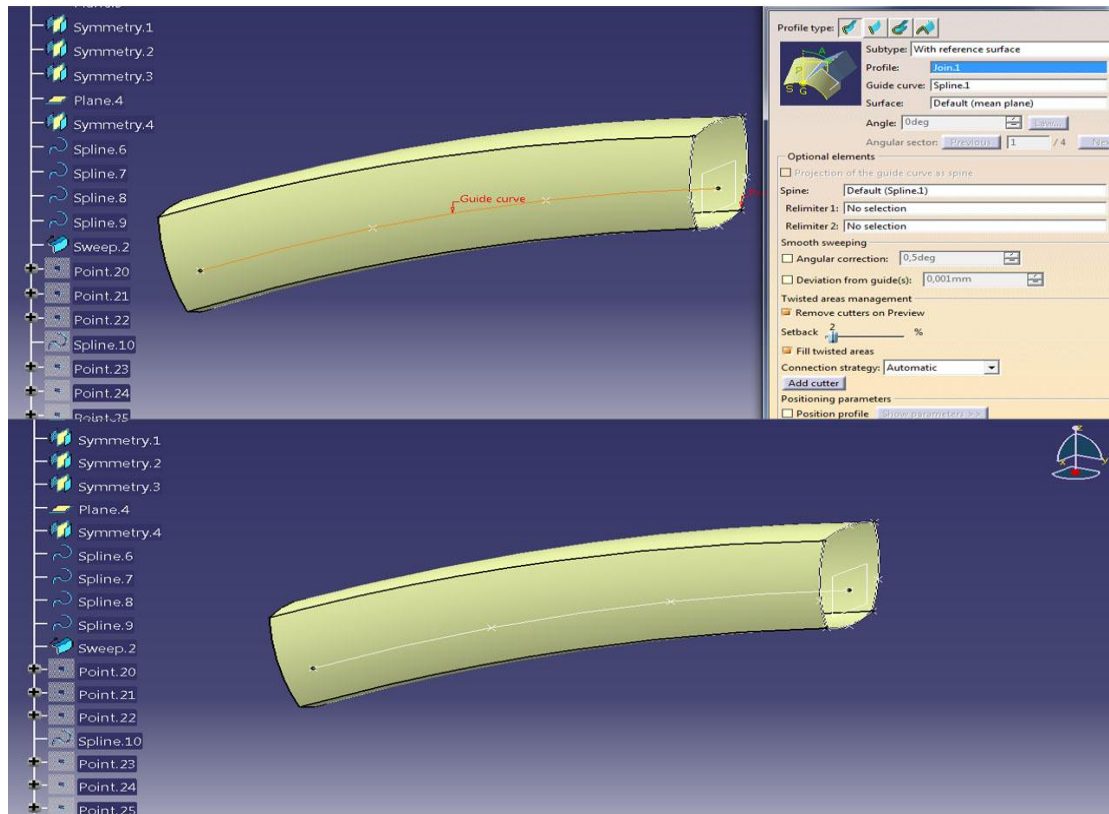 Symmetry.1
Symmetry.2
Symmetry.3
Plane.4
Symmetry.4
Spline.6
Spline.7
Spline.8
Spline.9
Sweep.2
Point.20
Point.21
Point.22
Spline.10
Point.23
Point.24
Point.25
Guide curve
Profile type:
Subtype: With reference surface
Profile: Join.1
Guide curve: Spline.1
Surface: Default (mean plane)
Angle: 0deg Law...
Angular sector: Previous 1 / 4
Optional elements
Projection of the guide curve as spine
Spine: Default (Spline.1)
Relimiter 1: No selection
Relimiter 2: No selection
Smooth sweeping
Angular correction: 0,5deg
Deviation from guide(s): 0,001mm
Twisted areas management
Remove cutters on Preview
Setback 2 %
Fill twisted areas
Connection strategy: Automatic
Add cutter
Positioning parameters
Position profile Show parameters >>
Symmetry.1
Symmetry.2
Symmetry.3
Plane.4
Symmetry.4
Spline.6
Spline.7
Spline.8
Spline.9
Sweep.2
Point.20
Point.21
Point.22
Spline.10
Point.23
Point.24
Point.25
z
x
y